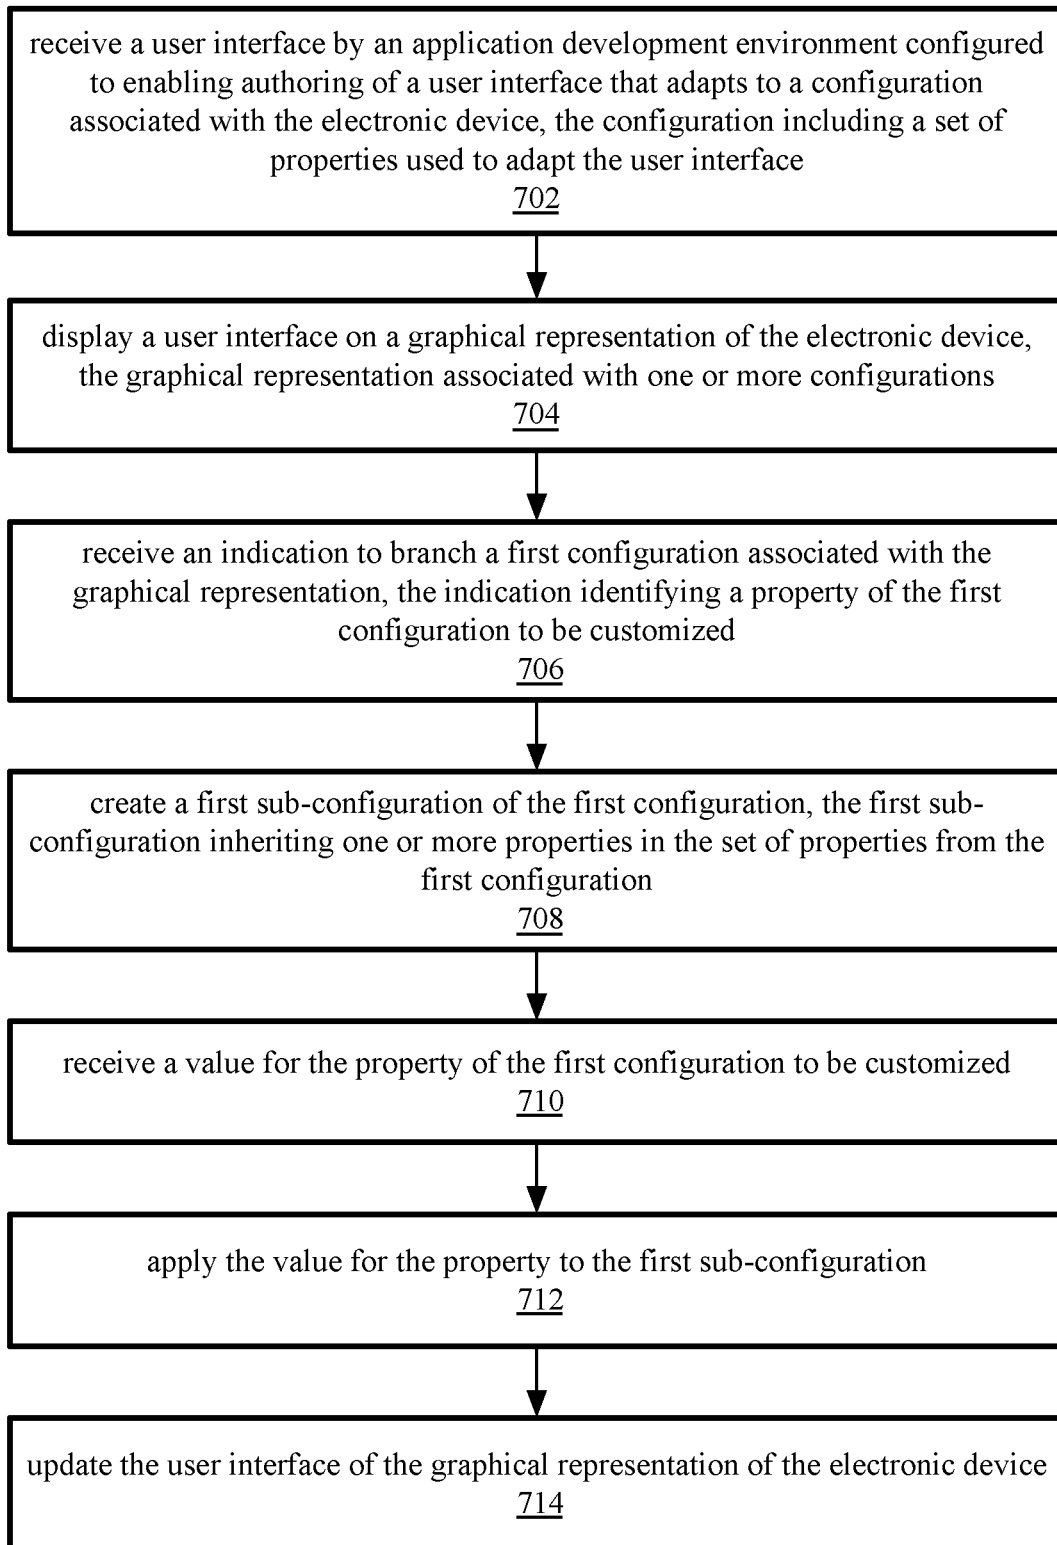 receive a user interface by an application development environment configured
to enabling authoring of a user interface that adapts to a configuration
associated with the electronic device, the configuration including a set of
properties used to adapt the user interface
702
display a user interface on a graphical representation of the electronic device,
the graphical representation associated with one or more configurations
704
receive an indication to branch a first configuration associated with the
graphical representation, the indication identifying a property of the first
configuration to be customized
706
create a first sub-configuration of the first configuration, the first sub-
configuration inheriting one or more properties in the set of properties from the
first configuration
708
receive a value for the property of the first configuration to be customized
710
apply the value for the property to the first sub-configuration
712
update the user interface of the graphical representation of the electronic device
714